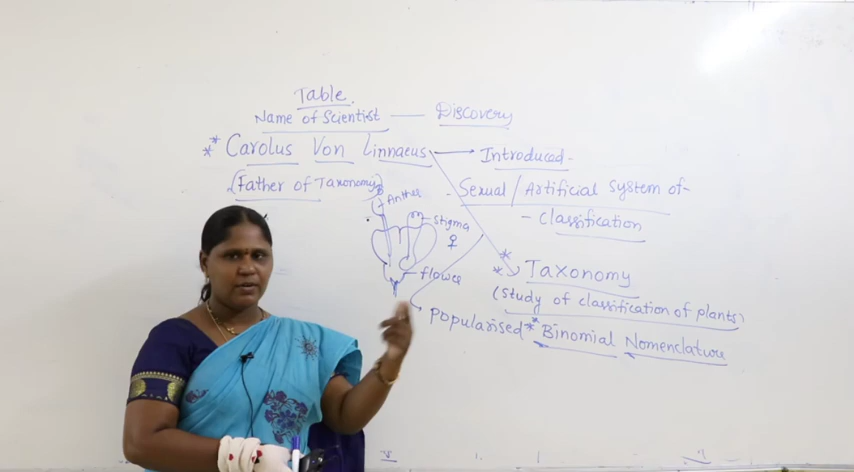 Table.
Name of Scientist — Discovery
** Carolus Von Linnaeus → Introduced -
(Father of Taxonomy)
- Sexual / Artificial System of -
- Classification
Anther
Stigma
♀
flower
** Taxonomy
(Study of classification of plants)
Popularised * Binomial Nomenclature